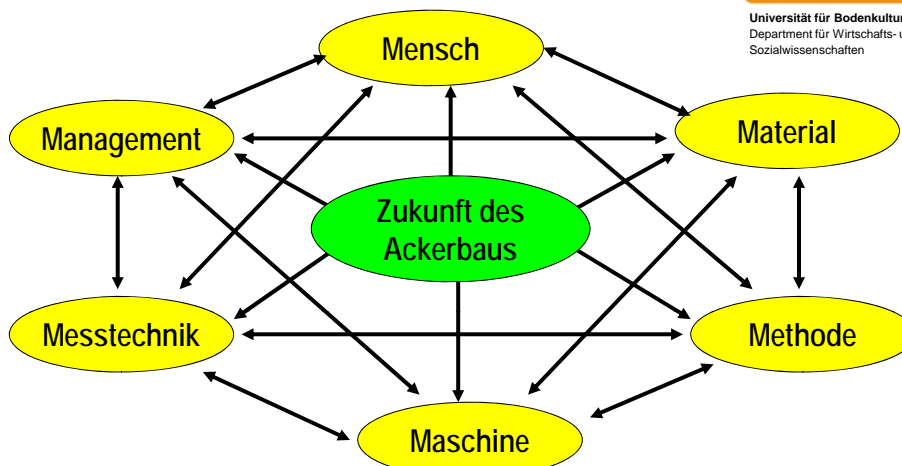 Universität für Bodenkultur
Department für Wirtschafts- u
Sozialwissenschaften
Mensch
Management
Material
Zukunft des
Ackerbaus
Messtechnik
Methode
Maschine